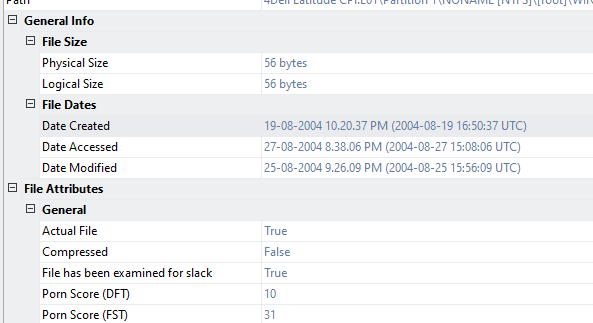 Path 4Dell Latitude CPi.E01\Partition 1\NONAME [NTFS]\[root]\WIN
General Info
File Size
Physical Size 56 bytes
Logical Size 56 bytes
File Dates
Date Created 19-08-2004 10.20.37 PM (2004-08-19 16:50:37 UTC)
Date Accessed 27-08-2004 8.38.06 PM (2004-08-27 15:08:06 UTC)
Date Modified 25-08-2004 9.26.09 PM (2004-08-25 15:56:09 UTC)
File Attributes
General
Actual File True
Compressed False
File has been examined for slack True
Porn Score (DFT) 10
Porn Score (FST) 31